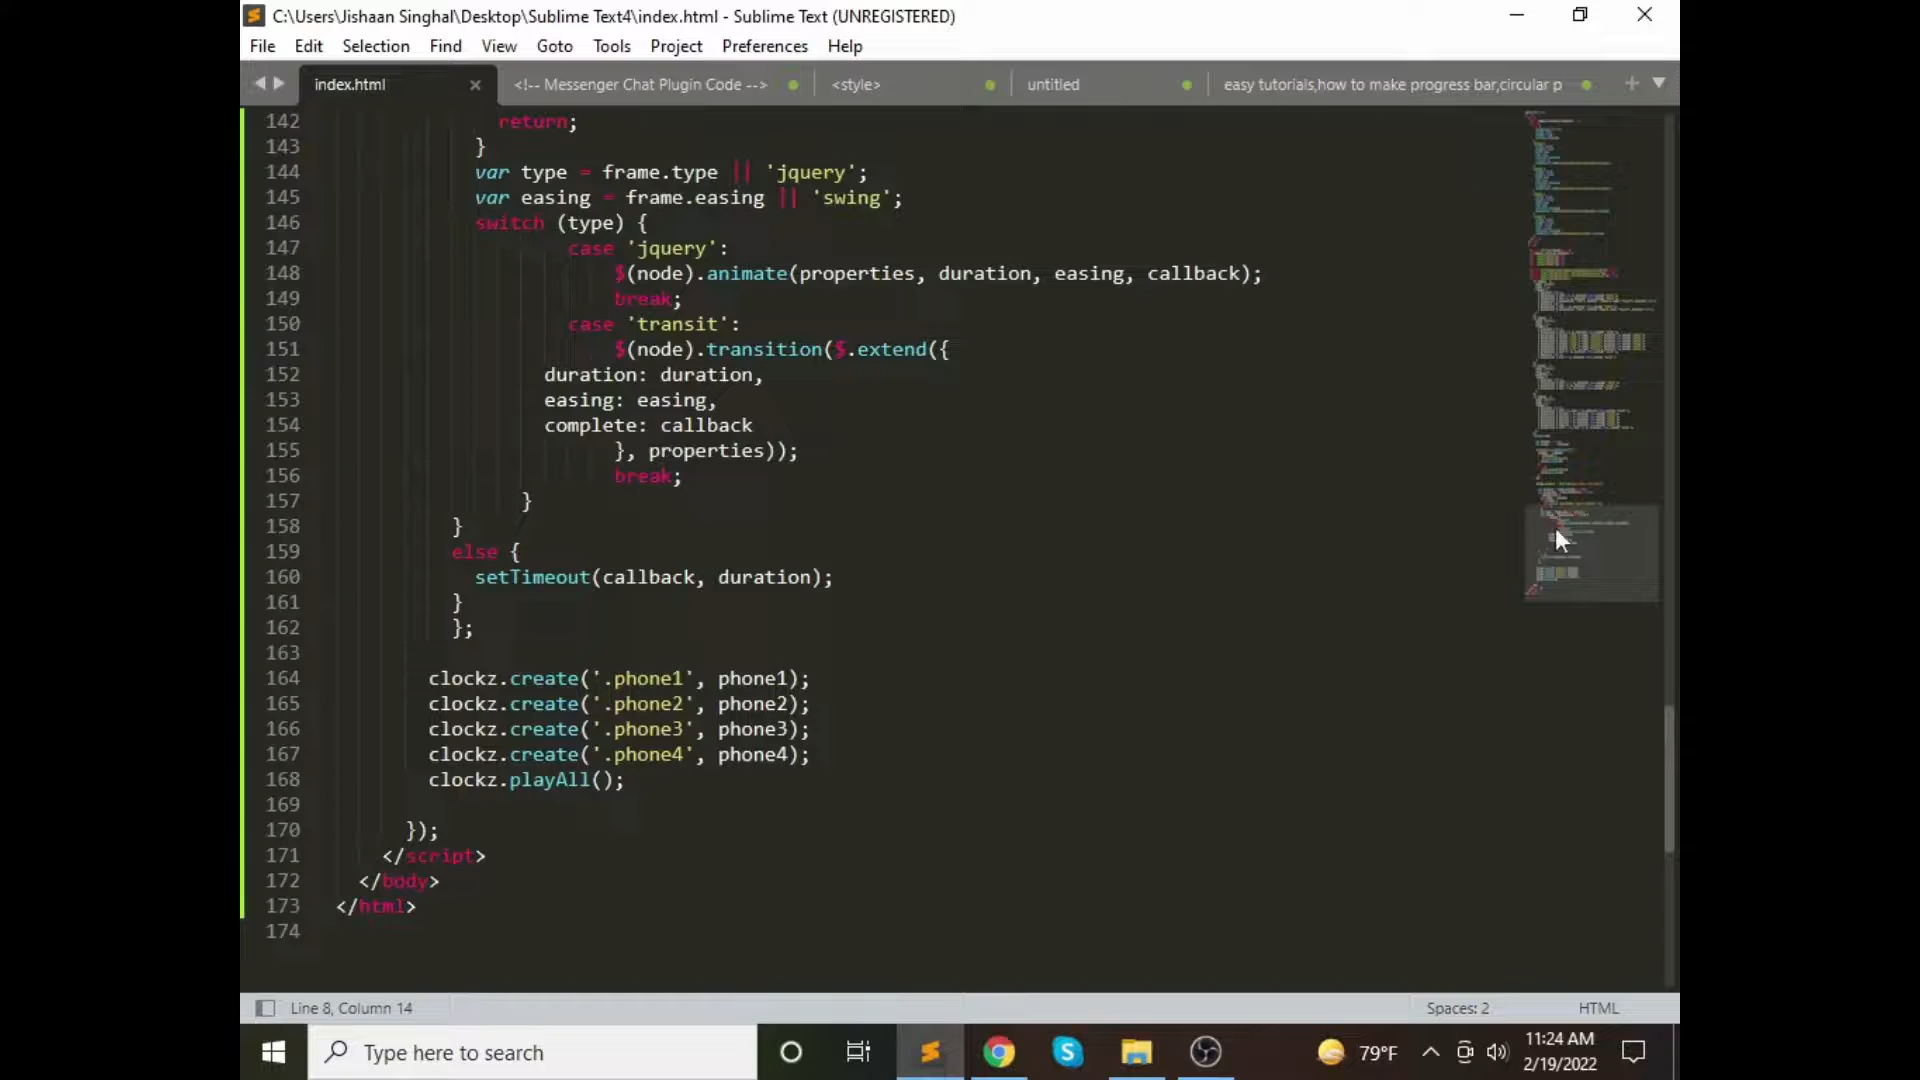 C:\Users\Jishaan Singhal\Desktop\Sublime Text4\index.html - Sublime Text (UNREGISTERED)
File Edit Selection Find View Goto Tools Project Preferences Help
index.html <!-- Messenger Chat Plugin Code --> <style> untitled easy tutorials,how to make progress bar,circular p
142 return;
143 }
144 var type = frame.type || 'jquery';
145 var easing = frame.easing || 'swing';
146 switch (type) {
147 case 'jquery':
148 $(node).animate(properties, duration, easing, callback);
149 break;
150 case 'transit':
151 $(node).transition($.extend({
152 duration: duration,
153 easing: easing,
154 complete: callback
155 }, properties));
156 break;
157 }
158 }
159 else {
160 setTimeout(callback, duration);
161 }
162 };
163
164 clockz.create('.phone1', phone1);
165 clockz.create('.phone2', phone2);
166 clockz.create('.phone3', phone3);
167 clockz.create('.phone4', phone4);
168 clockz.playAll();
169
170 });
171 </script>
172 </body>
173 </html>
174
Line 8, Column 14 Spaces: 2 HTML
Type here to search 79°F 11:24 AM
2/19/2022